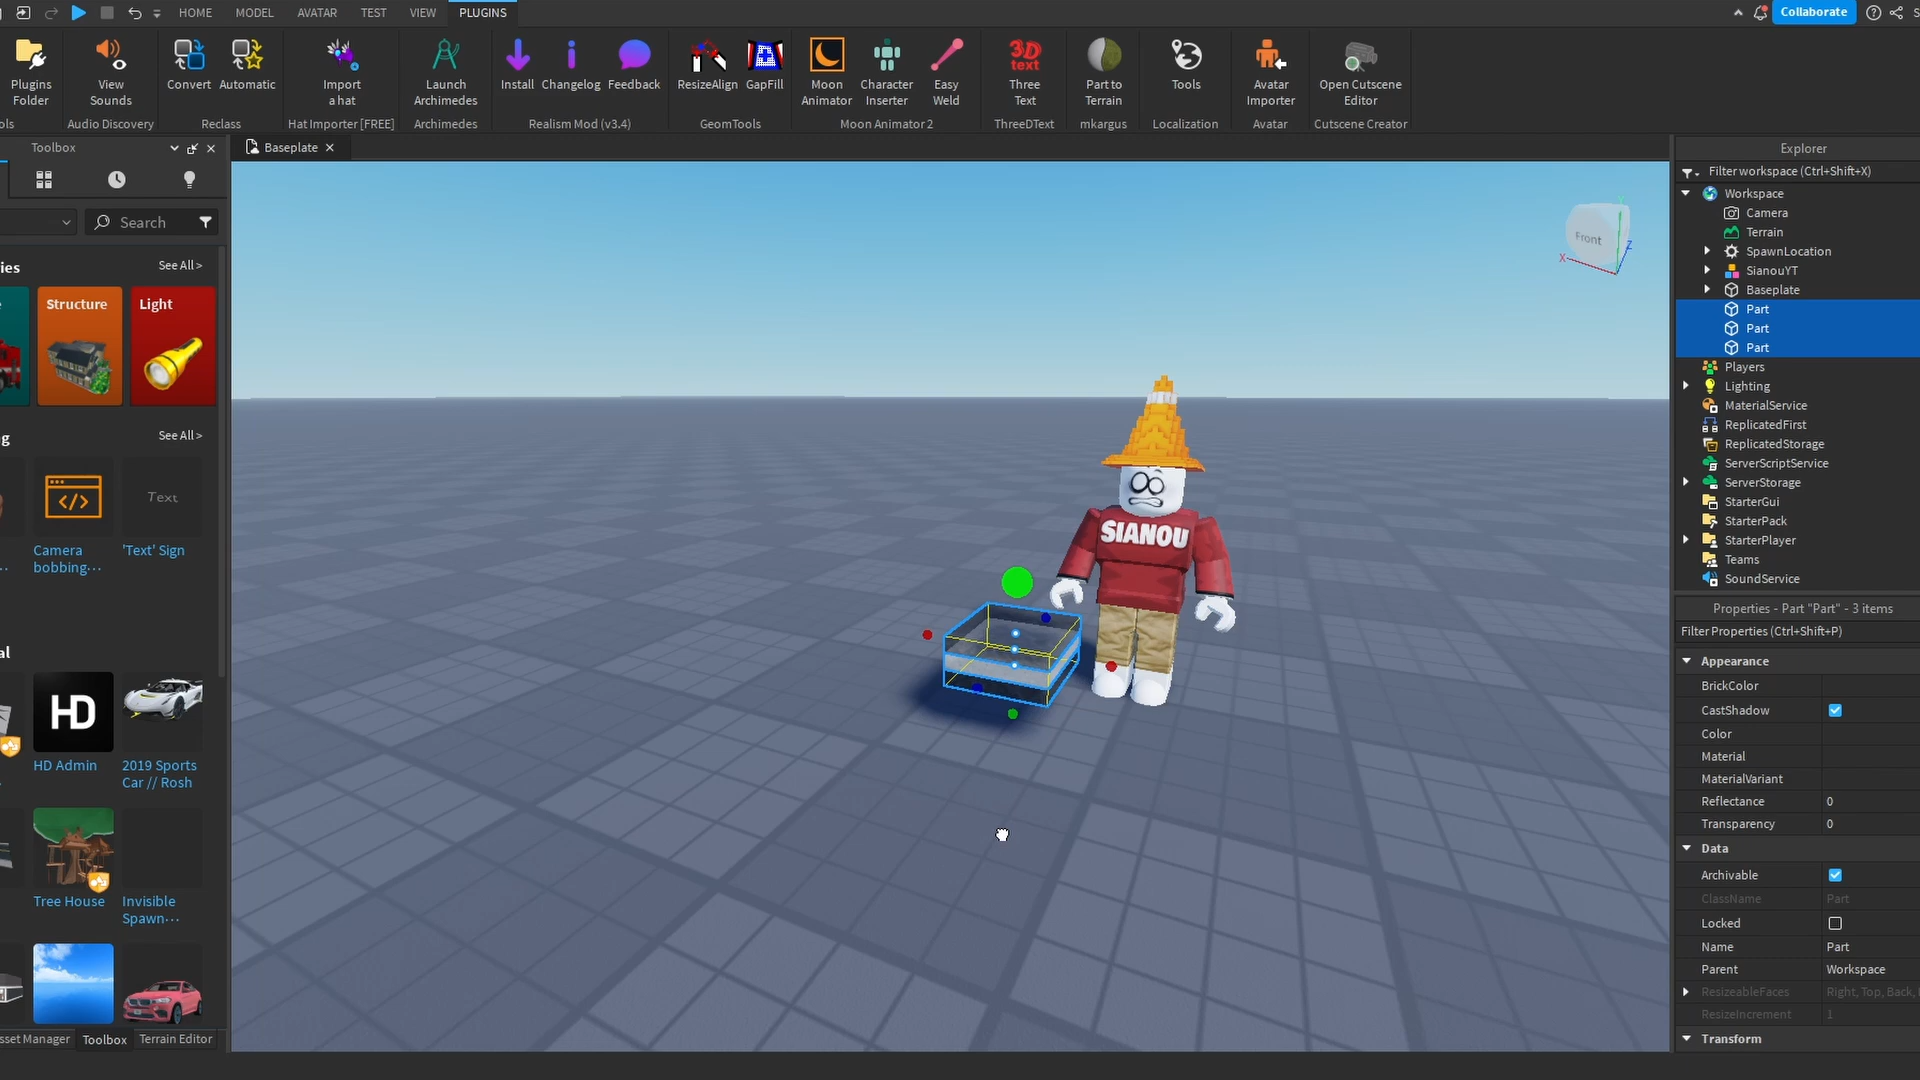 HOME MODEL AVATAR TEST VIEW PLUGINS
Collaborate
Plugins Folder
View Sounds
Convert
Automatic
Import a hat
Launch Archimedes
Install
Changelog
Feedback
ResizeAlign
GapFill
Moon Animator
Character Inserter
Easy Weld
3D text
Three Text
Part to Terrain
Tools
Avatar Importer
Open Cutscene Editor
ols
Audio Discovery
Reclass
Hat Importer [FREE]
Archimedes
Realism Mod (v3.4)
GeomTools
Moon Animator 2
ThreeDText
mkargus
Localization
Avatar
Cutscene Creator
Toolbox
Search
ies
See All >
Structure
Light
g
See All >
Text
Camera bobbing...
'Text' Sign
al
HD
HD Admin
2019 Sports Car // Rosh
Tree House
Invisible Spawn...
sset Manager
Toolbox
Terrain Editor
Baseplate
Front
X
Z
SIANOU
Explorer
Filter workspace (Ctrl+Shift+X)
Workspace
Camera
Terrain
SpawnLocation
SianouYT
Baseplate
Part
Part
Part
Players
Lighting
MaterialService
ReplicatedFirst
ReplicatedStorage
ServerScriptService
ServerStorage
StarterGui
StarterPack
StarterPlayer
Teams
SoundService
Properties - Part "Part" - 3 items
Filter Properties (Ctrl+Shift+P)
Appearance
BrickColor
CastShadow
Color
Material
MaterialVariant
Reflectance 0
Transparency 0
Data
Archivable
ClassName Part
Locked
Name Part
Parent Workspace
ResizeableFaces Right, Top, Back,
ResizeIncrement 1
Transform